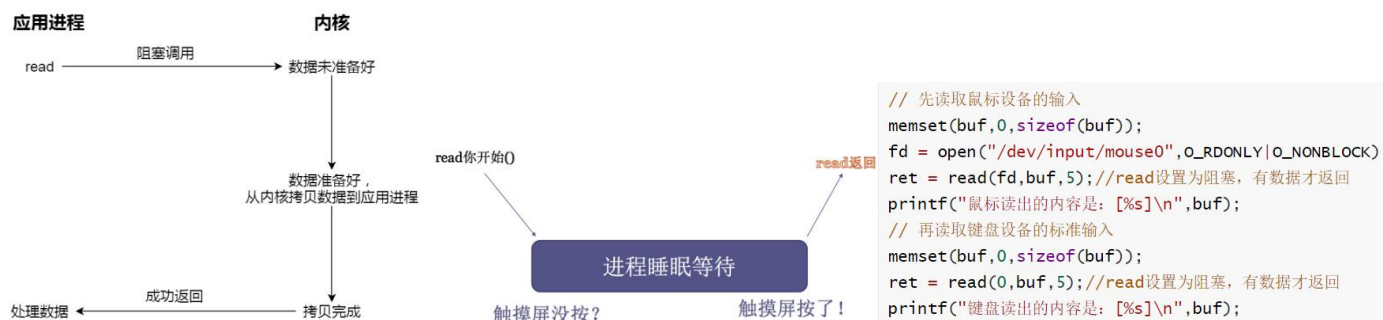 应用进程
内核
阻塞调用
read
数据未准备好
数据准备好，
从内核拷贝数据到应用进程
成功返回
处理数据
拷贝完成
read你开始()
read返回
进程睡眠等待
触摸屏没按？
触摸屏按了！
// 先读取鼠标设备的输入
memset(buf,0,sizeof(buf));
fd = open("/dev/input/mouse0",O_RDONLY|O_NONBLOCK)
ret = read(fd,buf,5);//read设置为阻塞，有数据才返回
printf("鼠标读出的内容是：[%s]\n",buf);
// 再读取键盘设备的标准输入
memset(buf,0,sizeof(buf));
ret = read(0,buf,5);//read设置为阻塞，有数据才返回
printf("键盘读出的内容是：[%s]\n",buf);